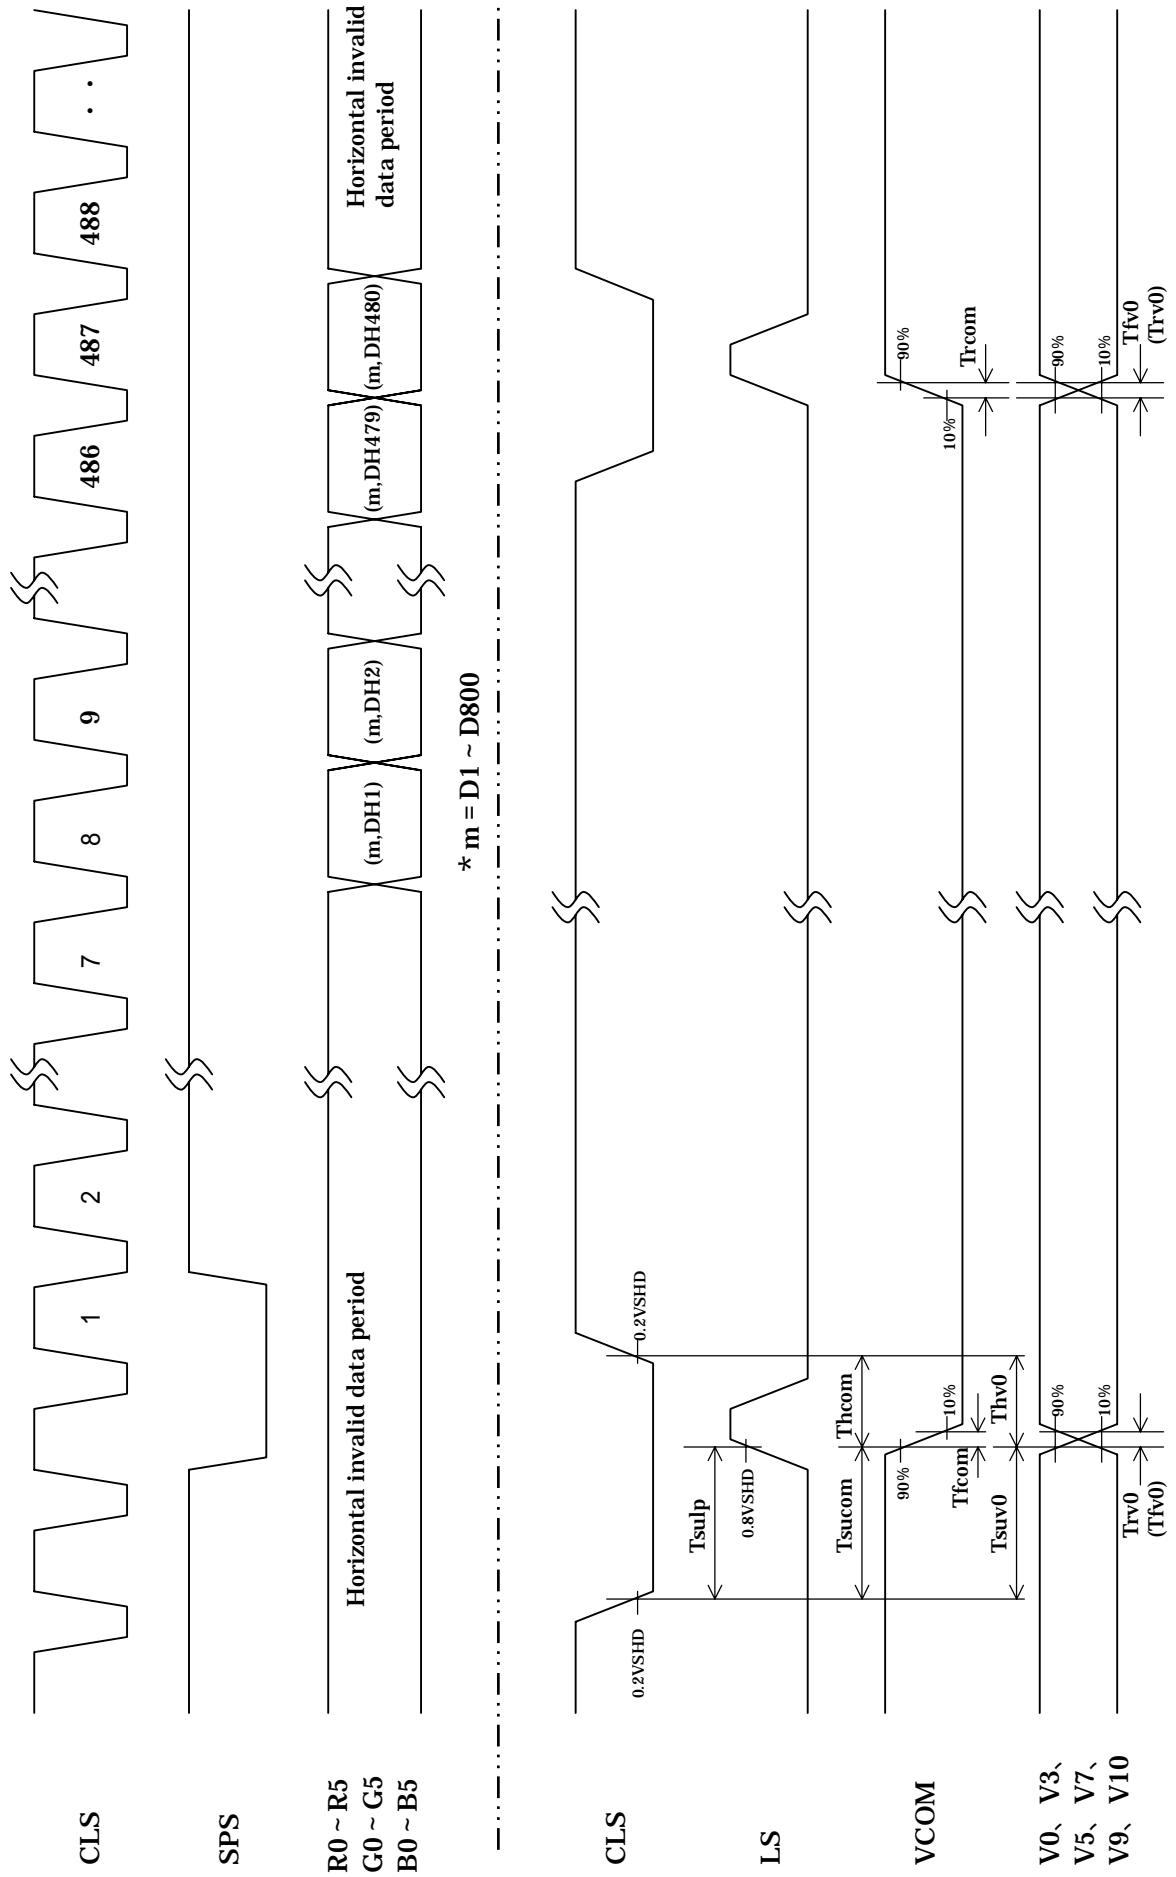 CLS
1
2
7
8
9
486
487
488
. .
SPS
R0 ~ R5
G0 ~ G5
B0 ~ B5
Horizontal invalid data period
(m,DH1)
(m,DH2)
(m,DH479)
(m,DH480)
Horizontal invalid
data period
*m = D1 ~ D800
CLS
0.2VSHD
0.2VSHD
LS
Tsulp
0.8VSHD
VCOM
Tsucom
Thcom
90%
10%
Tfcom
10%
90%
Trcom
V0、V3、
V5、V7、
V9、V10
Tsuv0
Thv0
90%
10%
Trv0
(Tfv0)
90%
10%
Tfv0
(Trv0)